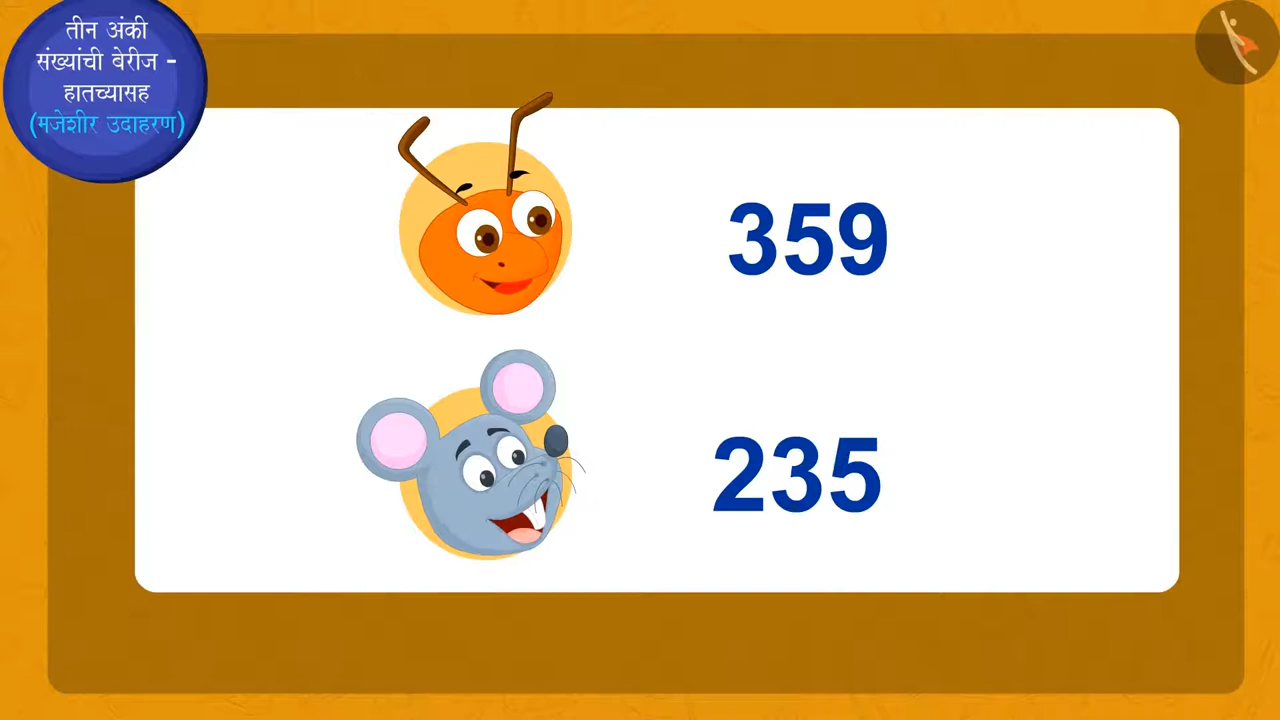 तीन अंकी
संख्यांची बेरीज -
हातच्यासह
(मजेशीर उदाहरण)
359
235